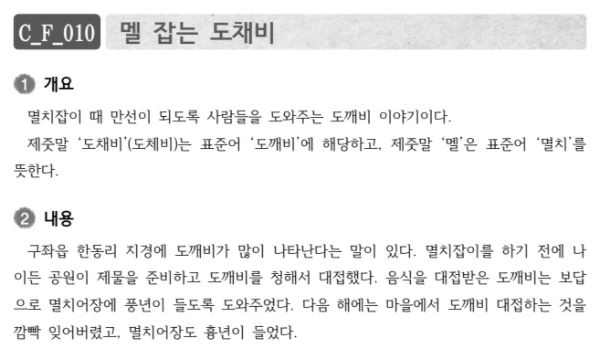 C_F_010 멜 잡는 도채비
1 개요
멸치잡이 때 만선이 되도록 사람들을 도와주는 도깨비 이야기이다.
제줏말 ‘도채비’(도체비)는 표준어 ‘도깨비’에 해당하고, 제줏말 ‘멜’은 표준어 ‘멸치’를
뜻한다.
2 내용
구좌읍 한동리 지경에 도깨비가 많이 나타난다는 말이 있다. 멸치잡이를 하기 전에 나
이든 공원이 제물을 준비하고 도깨비를 청해서 대접했다. 음식을 대접받은 도깨비는 보답
으로 멸치어장에 풍년이 들도록 도와주었다. 다음 해에는 마을에서 도깨비 대접하는 것을
깜빡 잊어버렸고, 멸치어장도 흉년이 들었다.